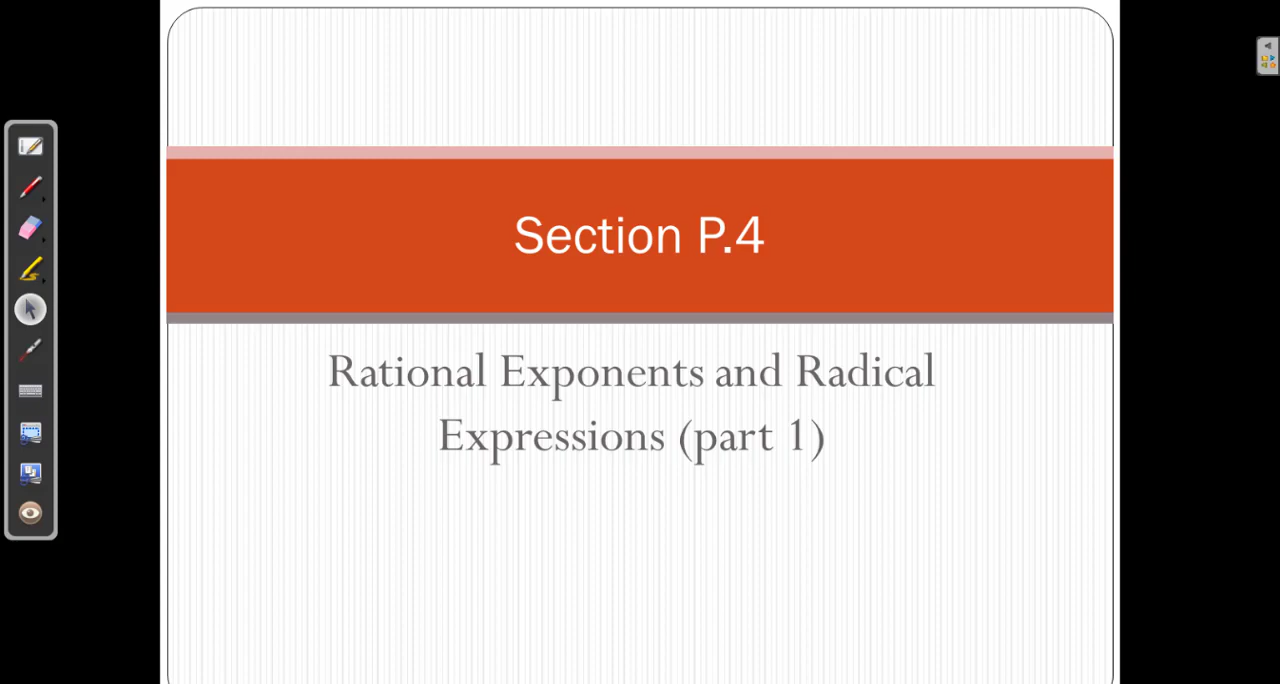 Section P.4
Rational Exponents and Radical
Expressions (part 1)